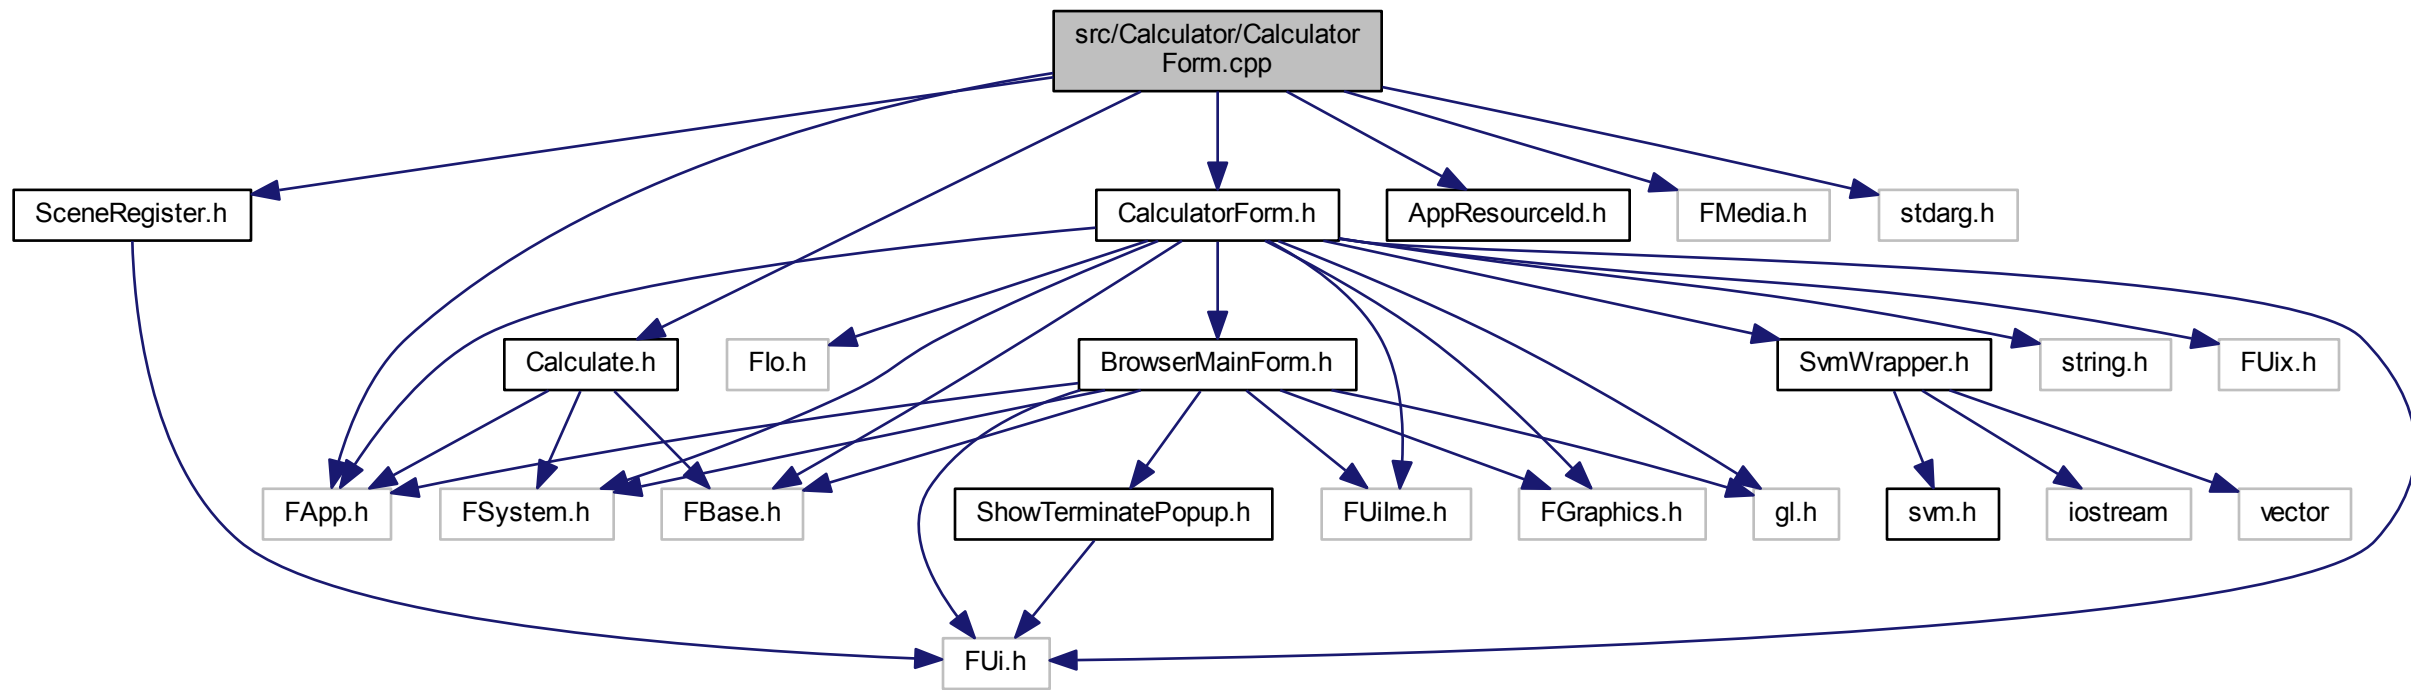 src/Calculator/Calculator
Form.cpp
SceneRegister.h
CalculatorForm.h
AppResourceId.h
FMedia.h
stdarg.h
Calculate.h
FIo.h
BrowserMainForm.h
SvmWrapper.h
string.h
FUix.h
FApp.h
FSystem.h
FBase.h
ShowTerminatePopup.h
FUiIme.h
FGraphics.h
gl.h
svm.h
iostream
vector
FUi.h